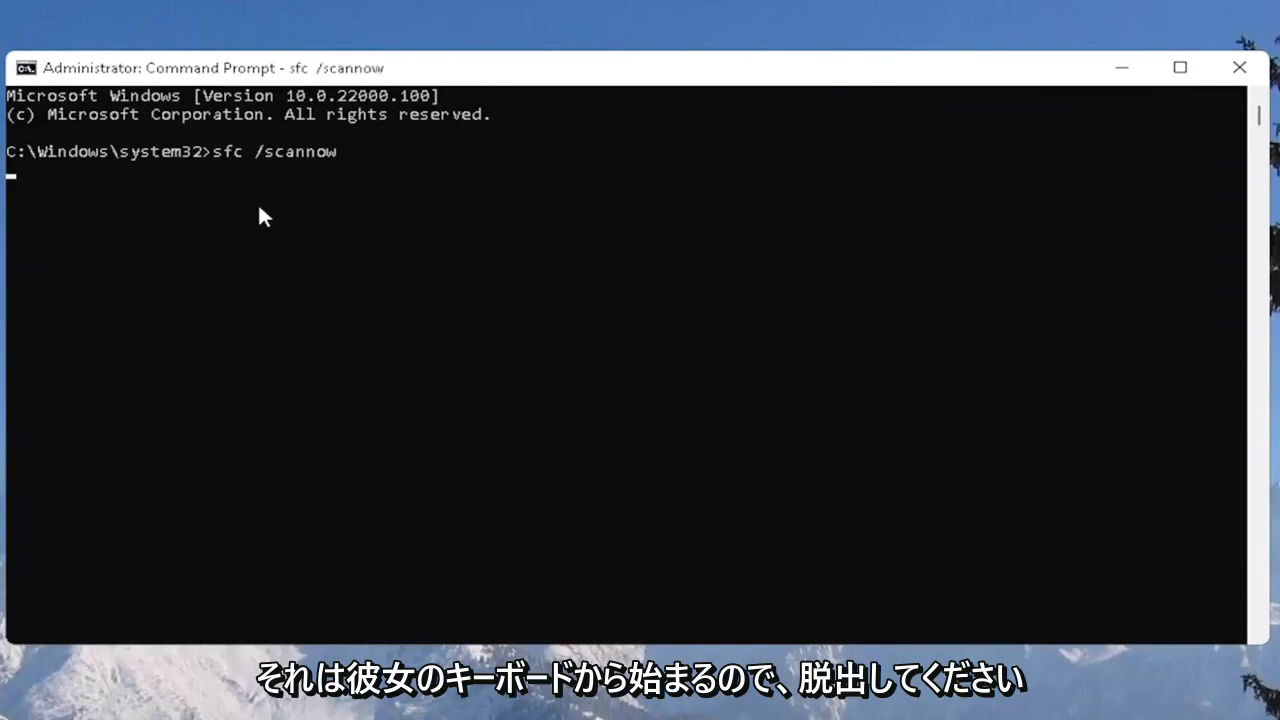 Administrator: Command Prompt - sfc /scannow
Microsoft Windows [Version 10.0.22000.100]
(c) Microsoft Corporation. All rights reserved.
C:\Windows\system32>sfc /scannow
それは彼女のキーボードから始まるので、脱出してください